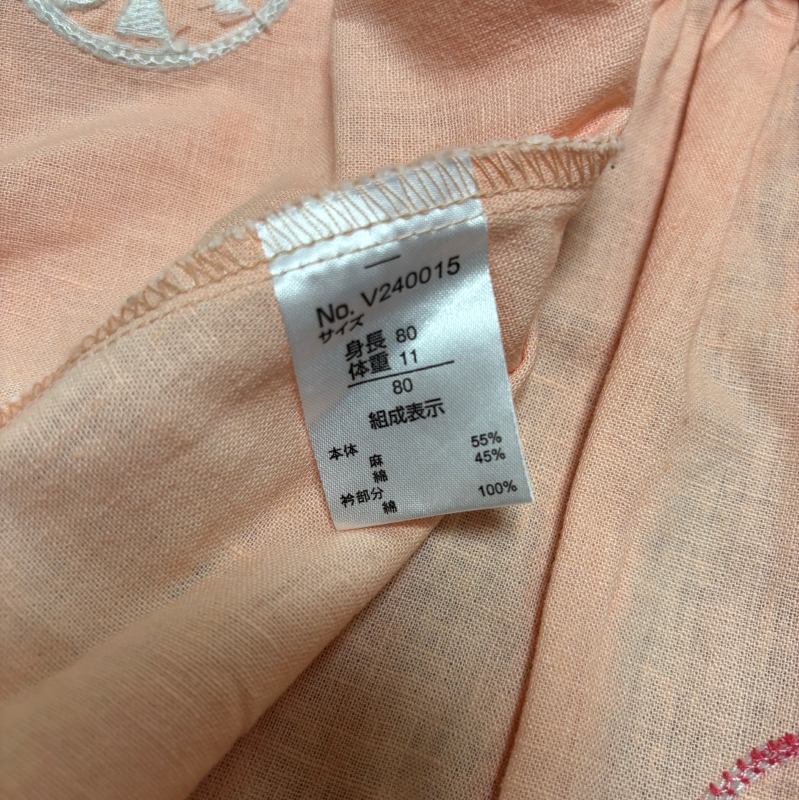 No. V240015
サイズ
身長 80
体重 11
80
組成表示
本体
麻 55%
綿 45%
衿部分
綿 100%